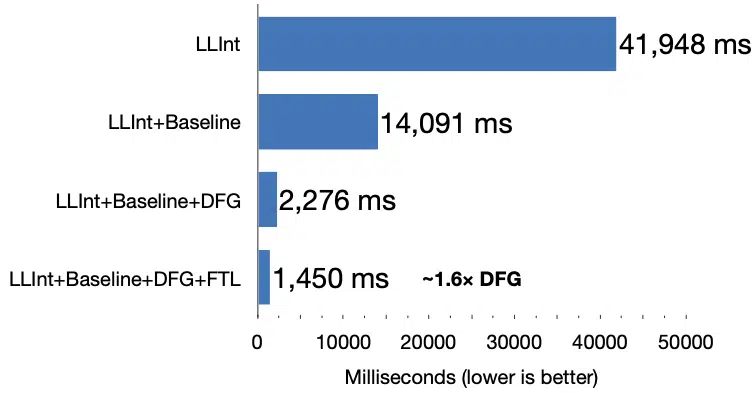 LLInt 41,948 ms
LLInt+Baseline 14,091 ms
LLInt+Baseline+DFG 2,276 ms
LLInt+Baseline+DFG+FTL 1,450 ms ~1.6× DFG
0 10000 20000 30000 40000 50000
Milliseconds (lower is better)